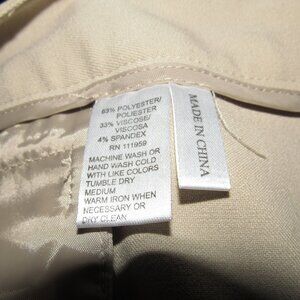 63% POLYESTER/
POLIESTER
33% VISCOSE/
VISCOSA
4% SPANDEX
RN 111959
MACHINE WASH OR
HAND WASH COLD
WITH LIKE COLORS
TUMBLE DRY
MEDIUM
WARM IRON WHEN
NECESSARY OR
DRY CLEAN
MADE IN CHINA